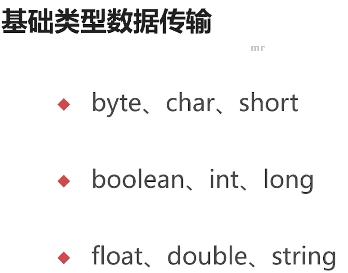 基础类型数据传输
mr
byte、char、short
boolean、int、long
float、double、string